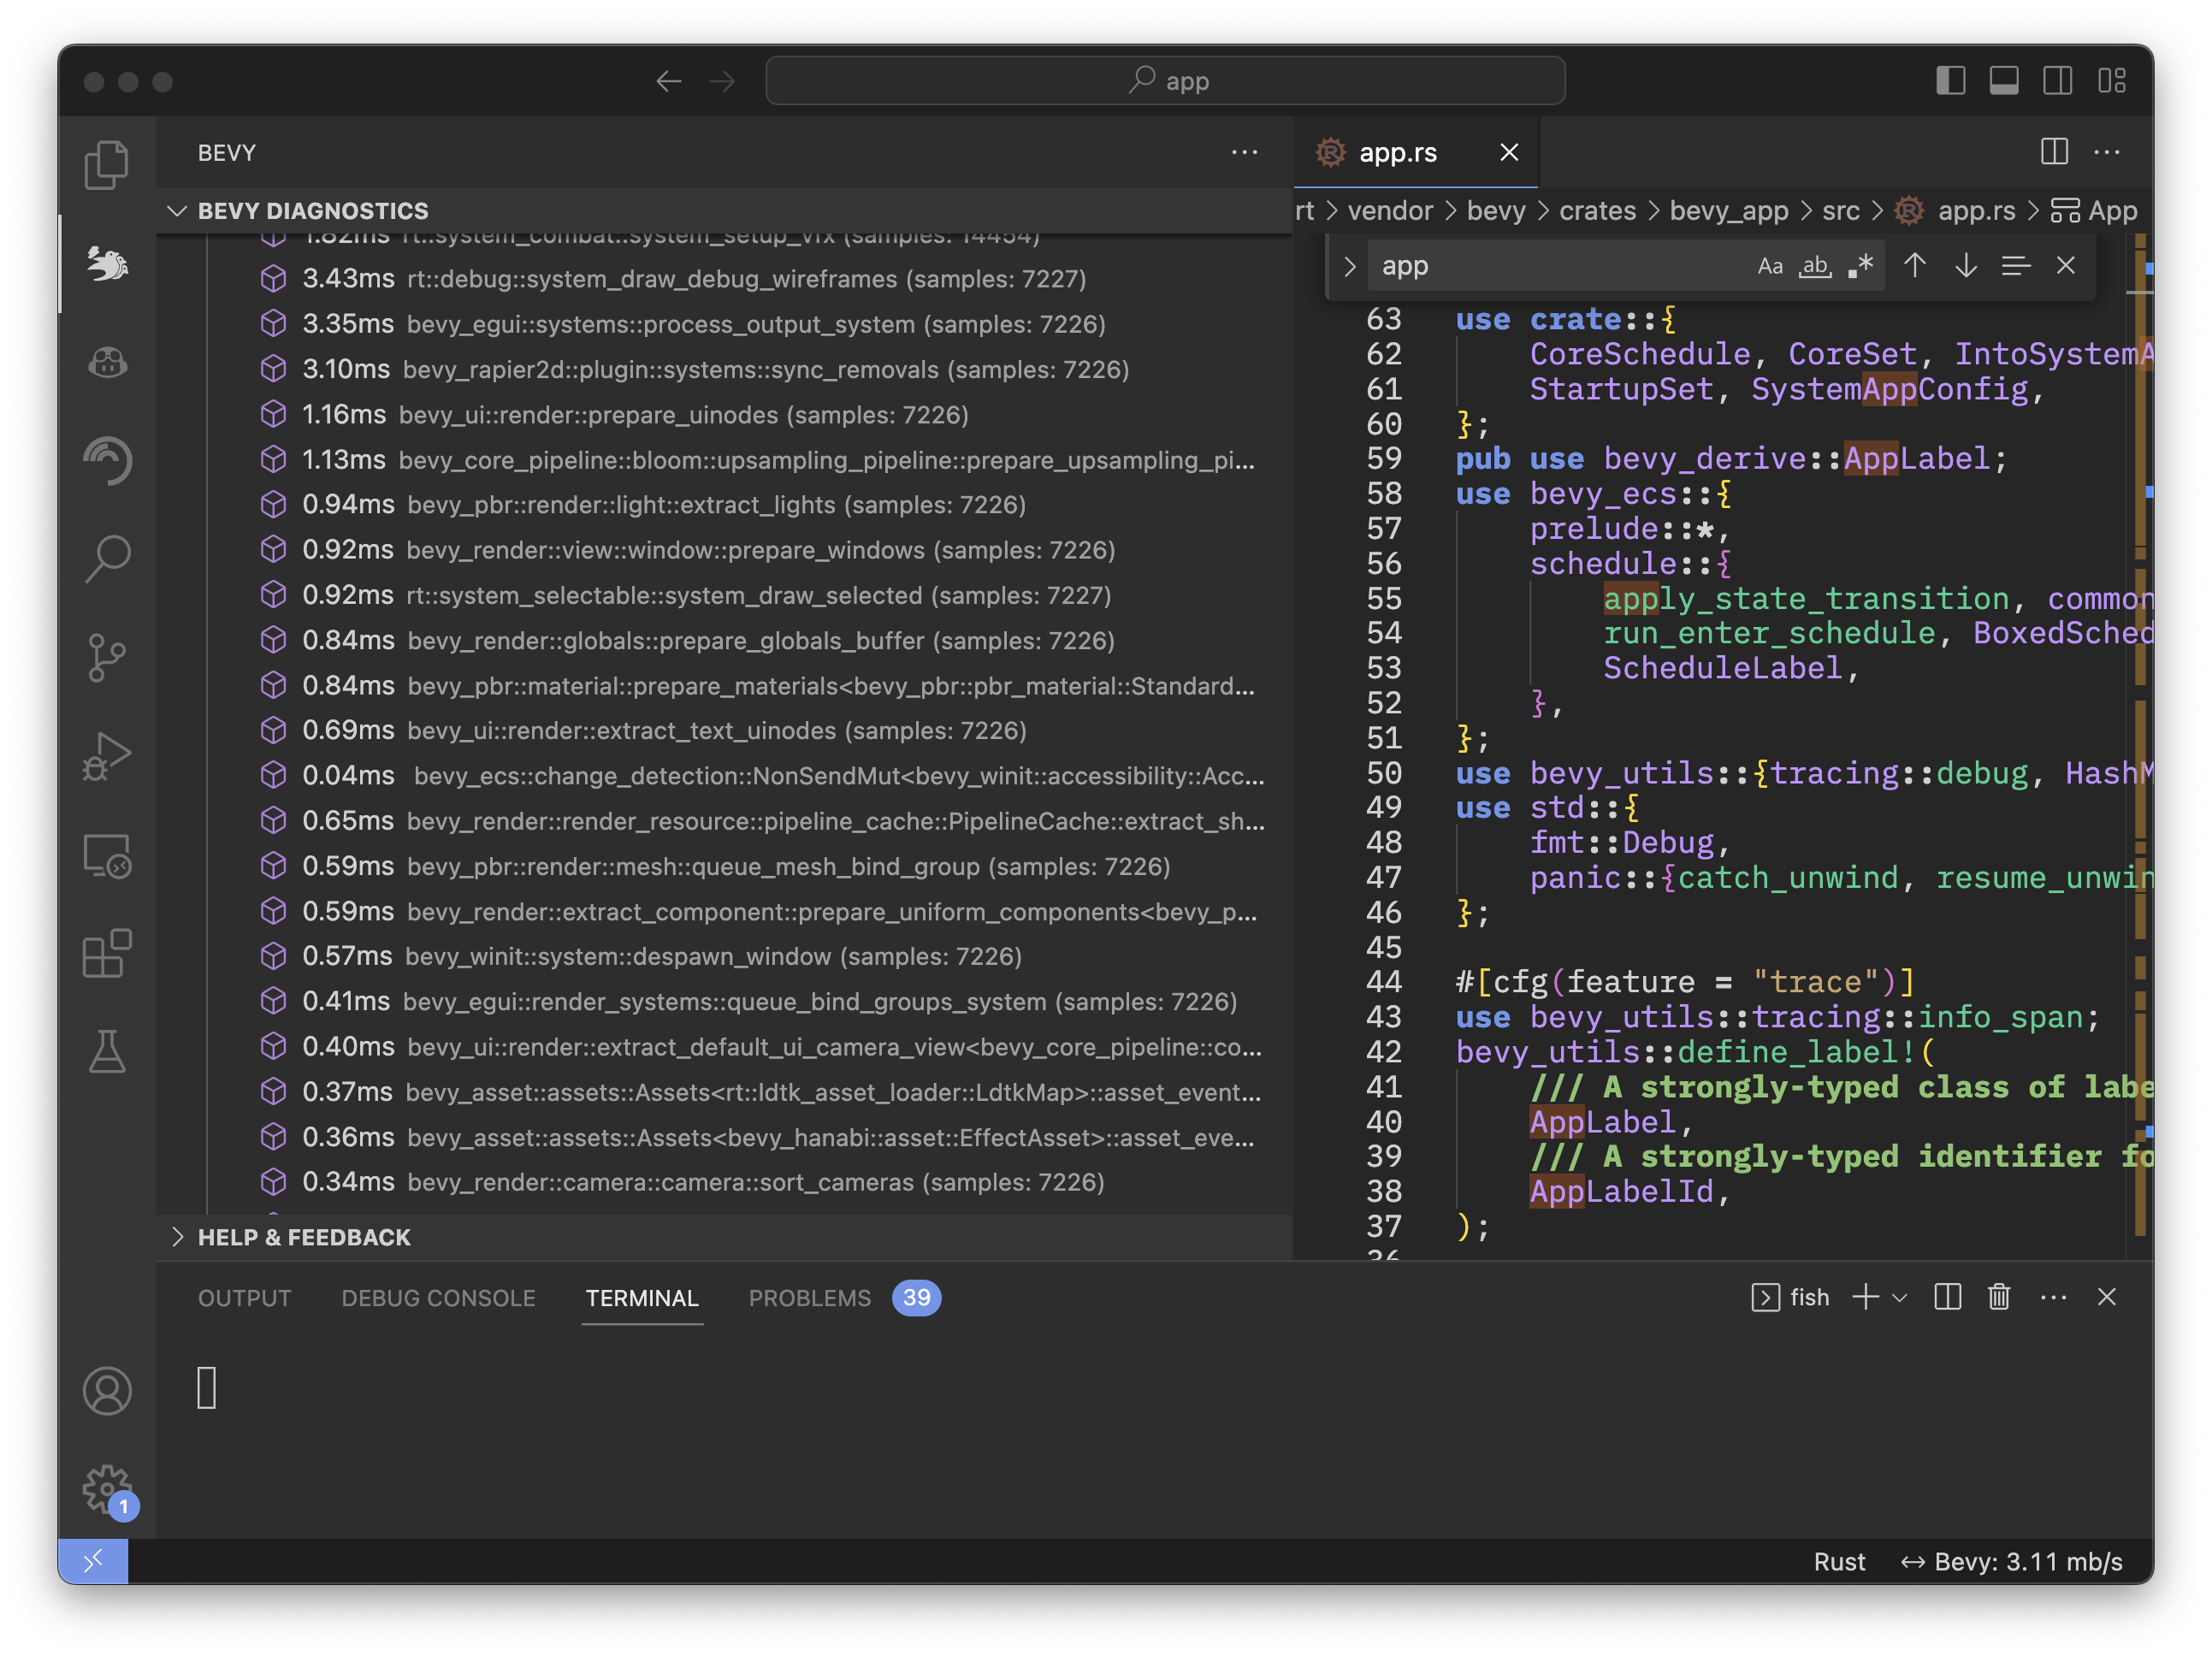 app
BEVY
BEVY DIAGNOSTICS
1.82ms rt::system_combat::system_setup_vfx (samples: 14454)
3.43ms rt::debug::system_draw_debug_wireframes (samples: 7227)
3.35ms bevy_egui::systems::process_output_system (samples: 7226)
3.10ms bevy_rapier2d::plugin::systems::sync_removals (samples: 7226)
1.16ms bevy_ui::render::prepare_uinodes (samples: 7226)
1.13ms bevy_core_pipeline::bloom::upsampling_pipeline::prepare_upsampling_pi...
0.94ms bevy_pbr::render::light::extract_lights (samples: 7226)
0.92ms bevy_render::view::window::prepare_windows (samples: 7226)
0.92ms rt::system_selectable::system_draw_selected (samples: 7227)
0.84ms bevy_render::globals::prepare_globals_buffer (samples: 7226)
0.84ms bevy_pbr::material::prepare_materials<bevy_pbr::pbr_material::Standard...
0.69ms bevy_ui::render::extract_text_uinodes (samples: 7226)
0.04ms bevy_ecs::change_detection::NonSendMut<bevy_winit::accessibility::Acc...
0.65ms bevy_render::render_resource::pipeline_cache::PipelineCache::extract_sh...
0.59ms bevy_pbr::render::mesh::queue_mesh_bind_group (samples: 7226)
0.59ms bevy_render::extract_component::prepare_uniform_components<bevy_p...
0.57ms bevy_winit::system::despawn_window (samples: 7226)
0.41ms bevy_egui::render_systems::queue_bind_groups_system (samples: 7226)
0.40ms bevy_ui::render::extract_default_ui_camera_view<bevy_core_pipeline::co...
0.37ms bevy_asset::assets::Assets<rt::ldtk_asset_loader::LdtkMap>::asset_event...
0.36ms bevy_asset::assets::Assets<bevy_hanabi::asset::EffectAsset>::asset_eve...
0.34ms bevy_render::camera::camera::sort_cameras (samples: 7226)
HELP & FEEDBACK
app.rs
rt > vendor > bevy > crates > bevy_app > src > app.rs > App
app Aa ab .*
63 use crate::{
62 CoreSchedule, CoreSet, IntoSystemA
61 StartupSet, SystemAppConfig,
60 };
59 pub use bevy_derive::AppLabel;
58 use bevy_ecs::{
57 prelude::*,
56 schedule::{
55 apply_state_transition, common
54 run_enter_schedule, BoxedSched
53 ScheduleLabel,
52 },
51 };
50 use bevy_utils::{tracing::debug, HashM
49 use std::{
48 fmt::Debug,
47 panic::{catch_unwind, resume_unwin
46 };
45
44 #[cfg(feature = "trace")]
43 use bevy_utils::tracing::info_span;
42 bevy_utils::define_label!(
41 /// A strongly-typed class of labe
40 AppLabel,
39 /// A strongly-typed identifier fo
38 AppLabelId,
37 );
36
OUTPUT DEBUG CONSOLE TERMINAL PROBLEMS 39
fish
1
Rust Bevy: 3.11 mb/s